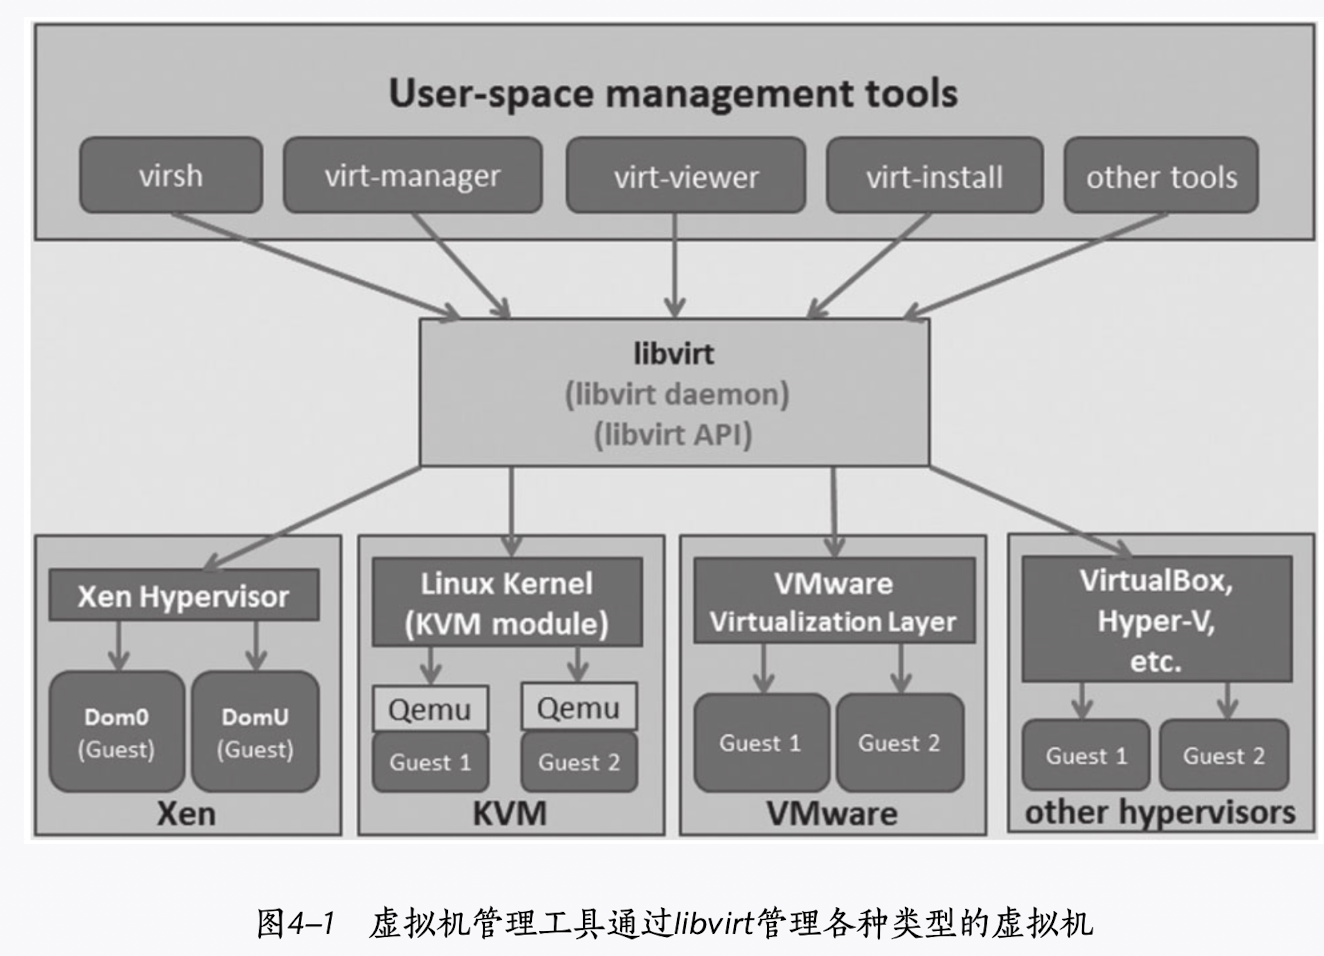 User-space management tools
virsh
virt-manager
virt-viewer
virt-install
other tools
libvirt
(libvirt daemon)
(libvirt API)
Xen Hypervisor
Dom0
(Guest)
DomU
(Guest)
Xen
Linux Kernel
(KVM module)
Qemu
Guest 1
Qemu
Guest 2
KVM
VMware
Virtualization Layer
Guest 1
Guest 2
VMware
VirtualBox,
Hyper-V,
etc.
Guest 1
Guest 2
other hypervisors
图4–1 虚拟机管理工具通过libvirt管理各种类型的虚拟机